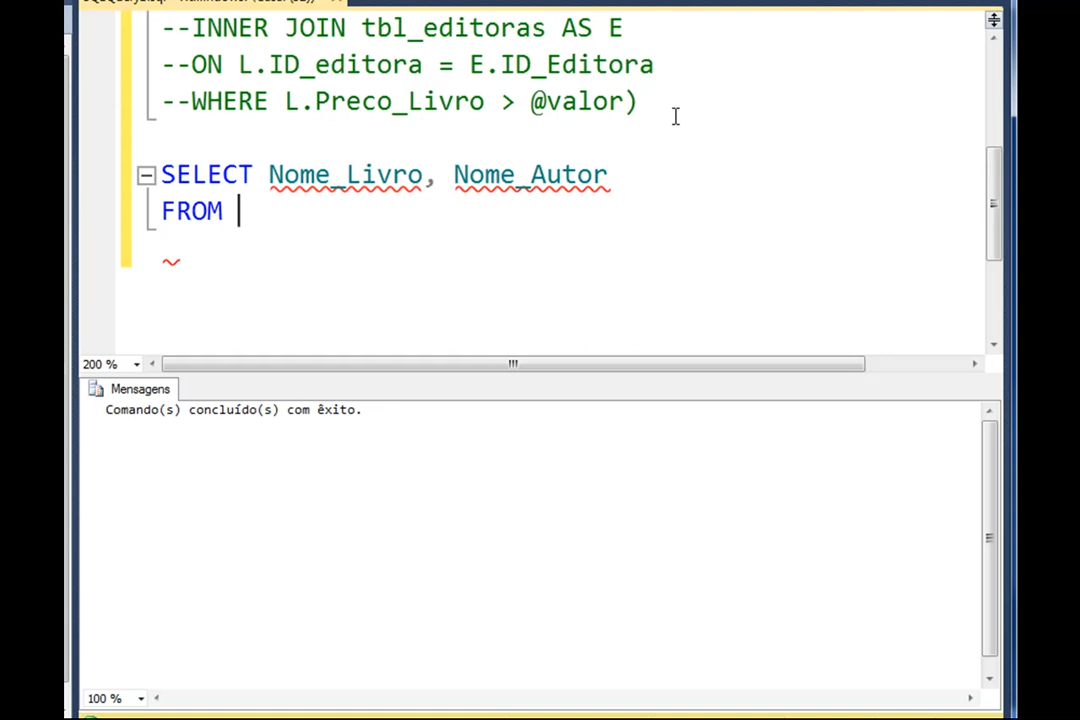 --INNER JOIN tbl_editoras AS E
--ON L.ID_editora = E.ID_Editora
--WHERE L.Preco_Livro > @valor)
SELECT Nome_Livro, Nome_Autor
FROM
200 %
Mensagens
Comando(s) concluído(s) com êxito.
100 %